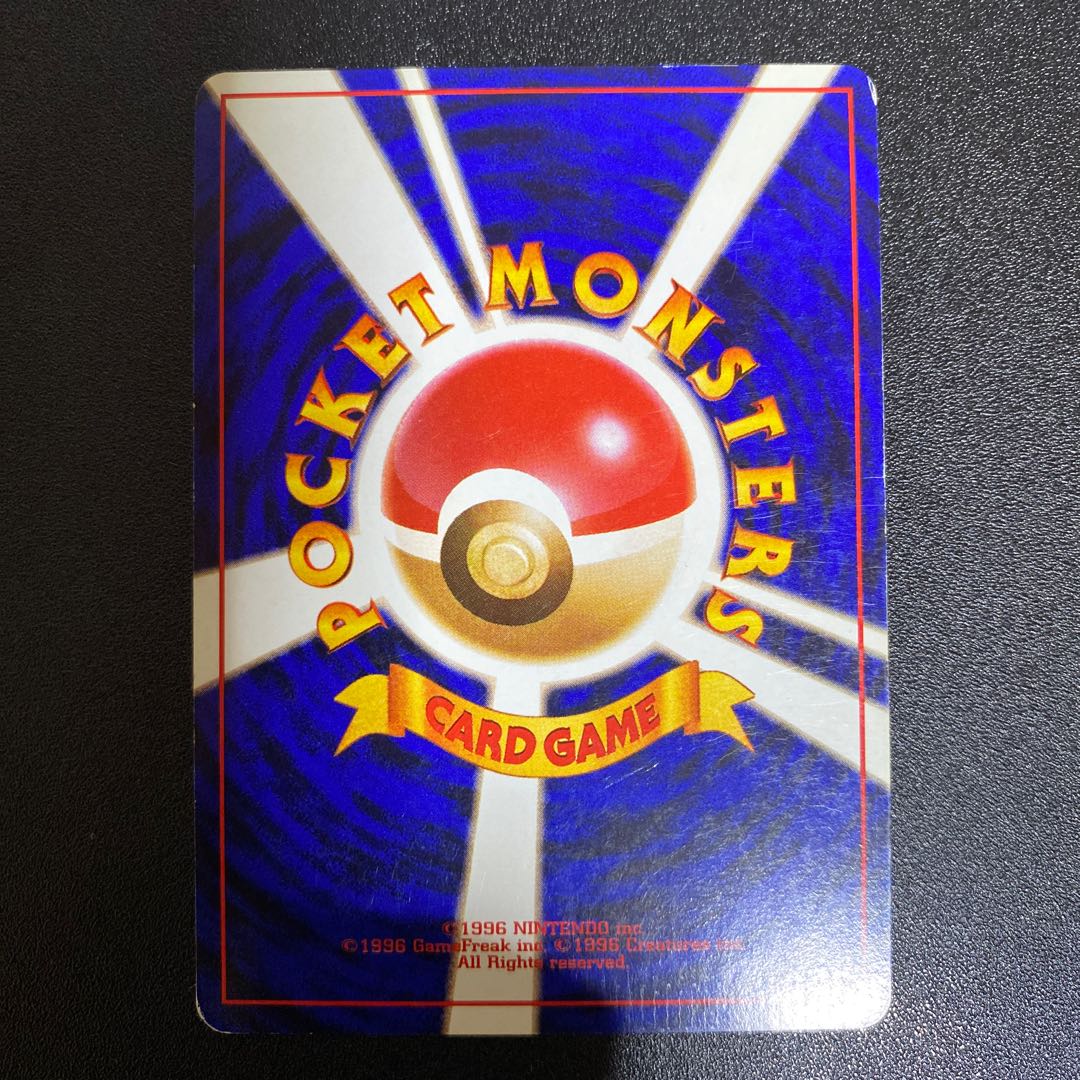 POCKET MONSTERS
CARD GAME
©1996 NINTENDO inc.
©1996 GameFreak inc. ©1996 Creatures inc.
All Rights reserved.